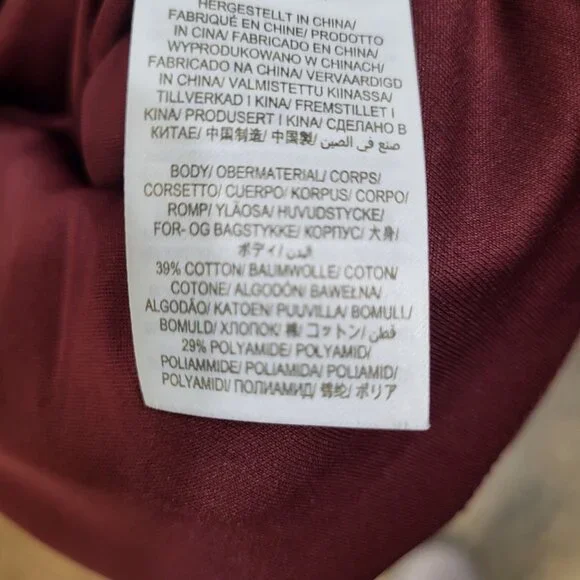 HERGESTELLT IN CHINA/
FABRIQUÉ EN CHINE/ PRODOTTO
IN CINA/ FABRICADO EN CHINA/
WYPRODUKOWANO W CHINACH/
FABRICADO NA CHINA/ VERVAARDIGD
IN CHINA/ VALMISTETTU KIINASSA/
TILLVERKAD I KINA/ FREMSTILLET I
KINA/ PRODUSERT I KINA/ СДЕЛАНО В
КИТАЕ/ 中国制造/ 中國製/ صنع في الصين
BODY/ OBERMATERIAL/ CORPS/
CORSETTO/ CUERPO/ KORPUS/ CORPO/
ROMP/ YLÄOSA/ HUVUDSTYCKE/
FOR- OG BAGSTYKKE/ КОРПУС/ 大身/
ボディ/ البدن/
39% COTTON/ BAUMWOLLE/ COTON/
COTONE/ ALGODÓN/ BAWEŁNA/
ALGODÃO/ KATOEN/ PUUVILLA/ BOMULL/
BOMULD/ ХЛОПОК/ 棉/ コットン/ قطن/
29% POLYAMIDE/ POLYAMID/
POLIAMMIDE/ POLIAMIDA/ POLIAMID/
POLYAMIDI/ ПОЛИАМИД/ 锦纶/ ポリア